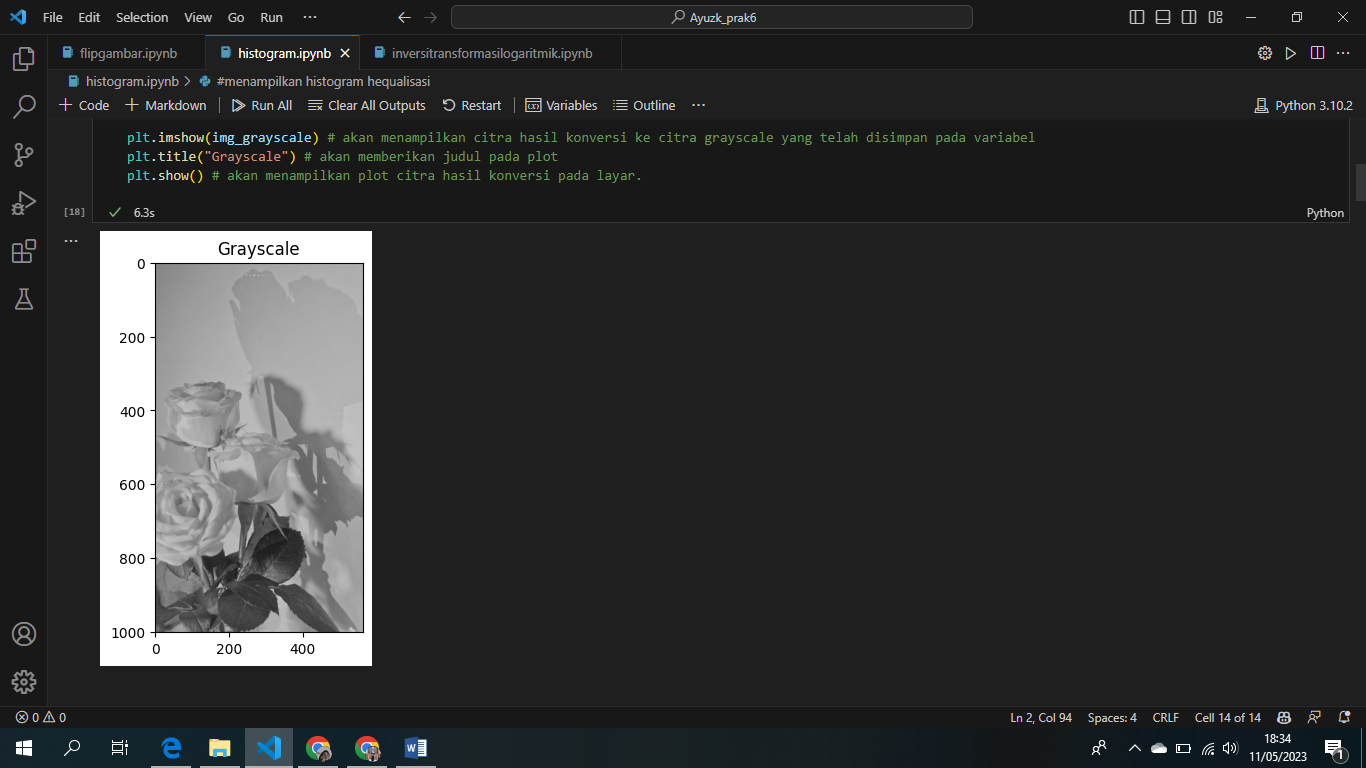 File Edit Selection View Go Run ··· Ayuzk_prak6
flipgambar.ipynb histogram.ipynb inversitransformasilogaritmik.ipynb
histogram.ipynb > #menampilkan histogram hequalisasi
+ Code + Markdown Run All Clear All Outputs Restart Variables Outline ··· Python 3.10.2
plt.imshow(img_grayscale) # akan menampilkan citra hasil konversi ke citra grayscale yang telah disimpan pada variabel
plt.title("Grayscale") # akan memberikan judul pada plot
plt.show() # akan menampilkan plot citra hasil konversi pada layar.
[18] 6.3s Python
Grayscale
0
200
400
600
800
1000
0 200 400
0 0 Ln 2, Col 94 Spaces: 4 CRLF Cell 14 of 14
18:34
11/05/2023
1